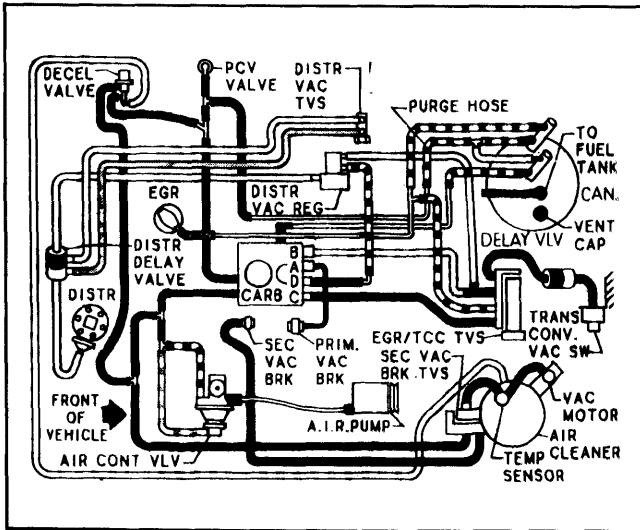 DECEL
VALVE
PCV
VALVE
DISTR
VAC
TVS
PURGE HOSE
TO
FUEL
TANK
CAN.
VENT
CAP
DELAY VLV
EGR
DISTR
VAC REG
DISTR
DELAY
VALVE
B
A
D
C
CARB
DISTR
SEC
VAC
BRK
PRIM.
VAC
BRK
EGR/TCC TVS
SEC VAC
BRK TVS
TRANS
CONV.
VAC SW
FRONT
OF
VEHICLE
A.I.R. PUMP
AIR CONT VLV
VAC
MOTOR
AIR
CLEANER
TEMP
SENSOR